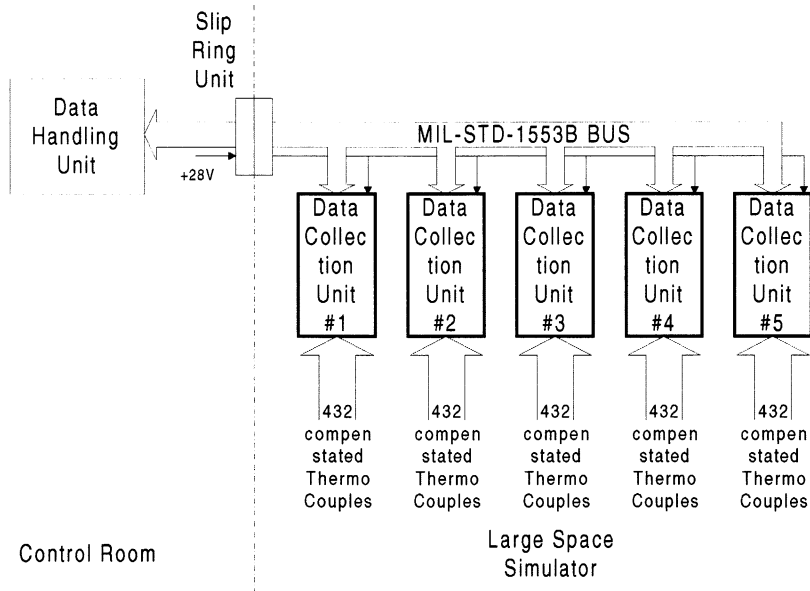 Slip
Ring
Unit
Data
Handling
Unit
+28V
MIL-STD-1553B BUS
Data
Collec
tion
Unit
#1
Data
Collec
tion
Unit
#2
Data
Collec
tion
Unit
#3
Data
Collec
tion
Unit
#4
Data
Collec
tion
Unit
#5
432
compen
stated
Thermo
Couples
432
compen
stated
Thermo
Couples
432
compen
stated
Thermo
Couples
432
compen
stated
Thermo
Couples
432
compen
stated
Thermo
Couples
Control Room
Large Space
Simulator